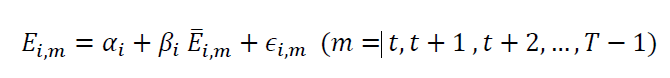 E_{i,m} = α_i + β_i Ē_{i,m} + ϵ_{i,m} (m = t, t + 1 , t + 2, …, T − 1)